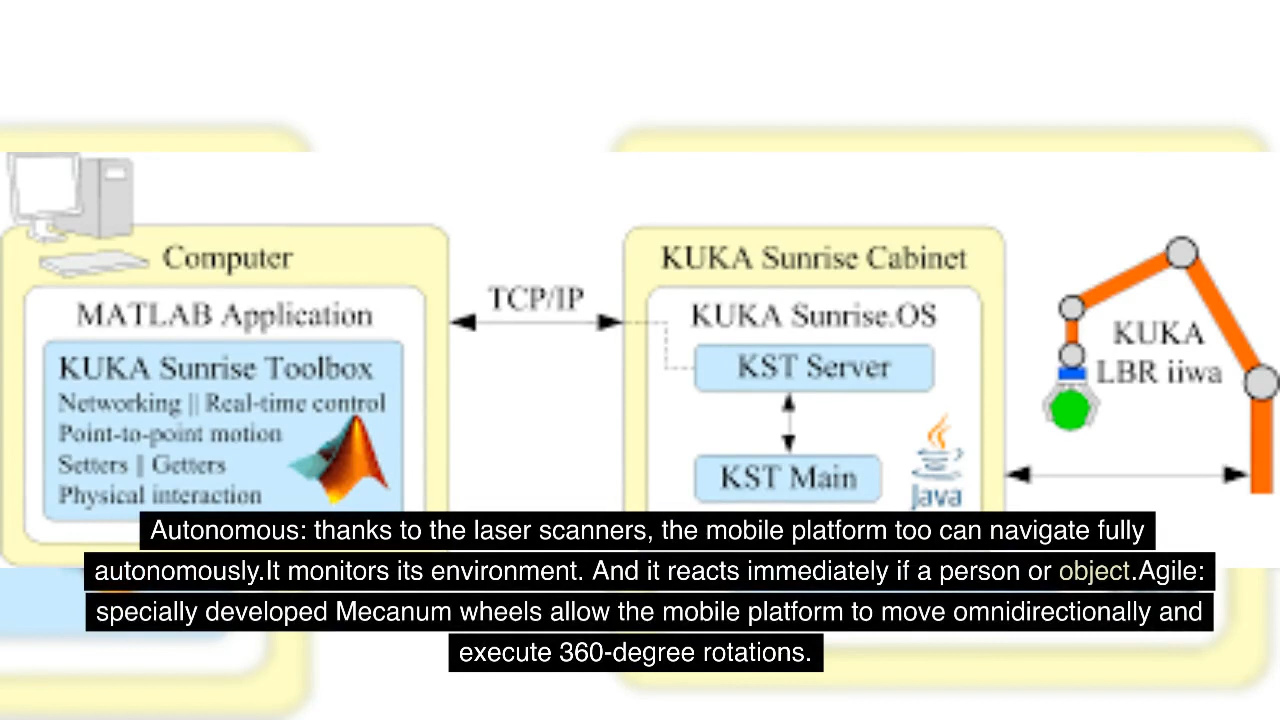 Computer
MATLAB Application
KUKA Sunrise Toolbox
Networking || Real-time control
Point-to-point motion
Setters || Getters
Physical interaction
TCP/IP
KUKA Sunrise Cabinet
KUKA Sunrise.OS
KST Server
KST Main
Java
KUKA
LBR iiwa
Autonomous: thanks to the laser scanners, the mobile platform too can navigate fully
autonomously.It monitors its environment. And it reacts immediately if a person or object.Agile:
specially developed Mecanum wheels allow the mobile platform to move omnidirectionally and
execute 360-degree rotations.